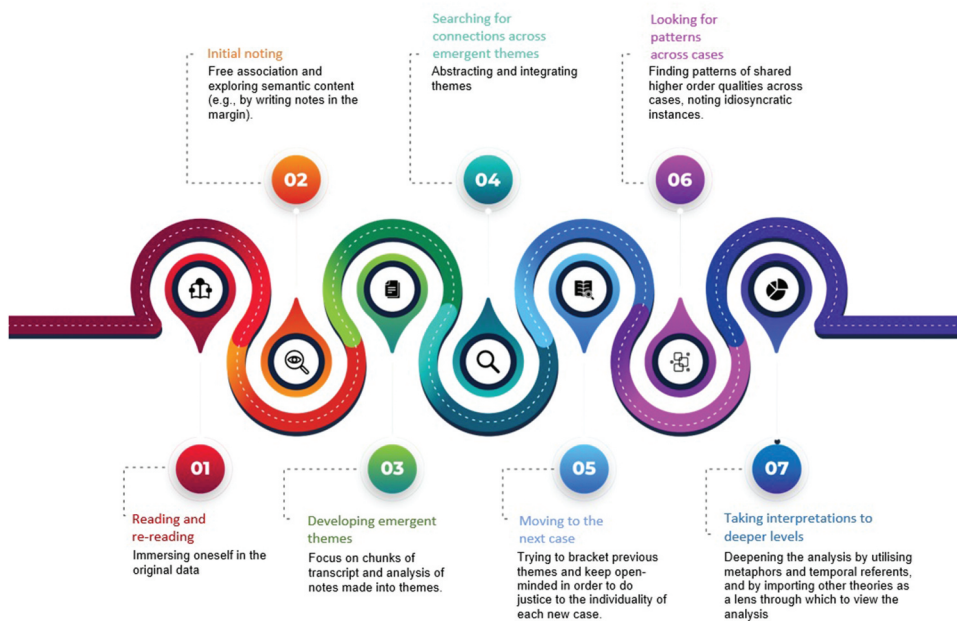 Initial noting
Free association and
exploring semantic content
(e.g., by writing notes in the
margin).
02
Searching for
connections across
emergent themes
Abstracting and integrating
themes
04
Looking for
patterns
across cases
Finding patterns of shared
higher order qualities across
cases, noting idiosyncratic
instances.
06
01
Reading and
re-reading
Immersing oneself in the
original data
03
Developing emergent
themes
Focus on chunks of
transcript and analysis of
notes made into themes.
05
Moving to the
next case
Trying to bracket previous
themes and keep open-
minded in order to do
justice to the individuality of
each new case.
07
Taking interpretations to
deeper levels
Deepening the analysis by utilising
metaphors and temporal referents,
and by importing other theories as
a lens through which to view the
analysis